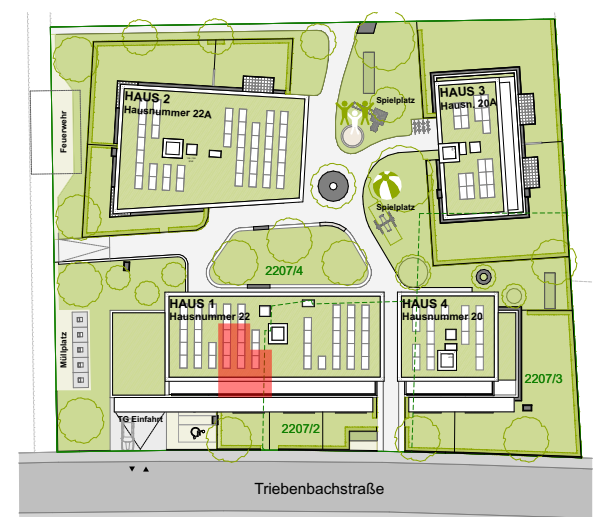 HAUS 2
Hausnummer 22A
HAUS 3
Hausn. 20A
Spielplatz
Feuerwehr
Spielplatz
2207/4
HAUS 1
Hausnummer 22
HAUS 4
Hausnummer 20
Müllplatz
2207/3
TG Einfahrt
2207/2
Triebenbachstraße